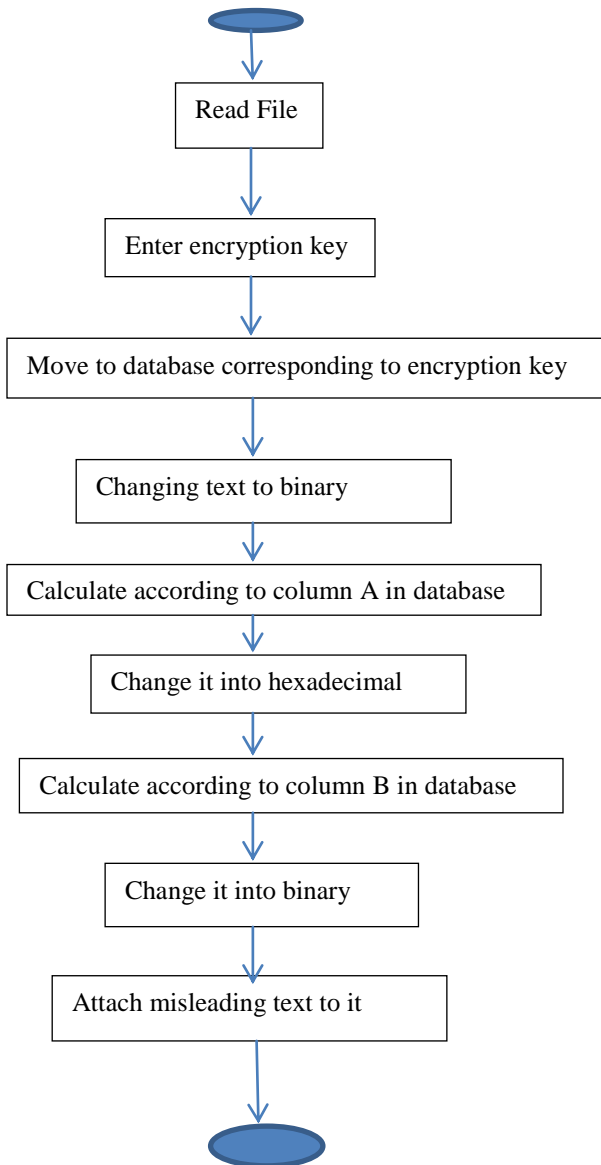 Read File
Enter encryption key
Move to database corresponding to encryption key
Changing text to binary
Calculate according to column A in database
Change it into hexadecimal
Calculate according to column B in database
Change it into binary
Attach misleading text to it